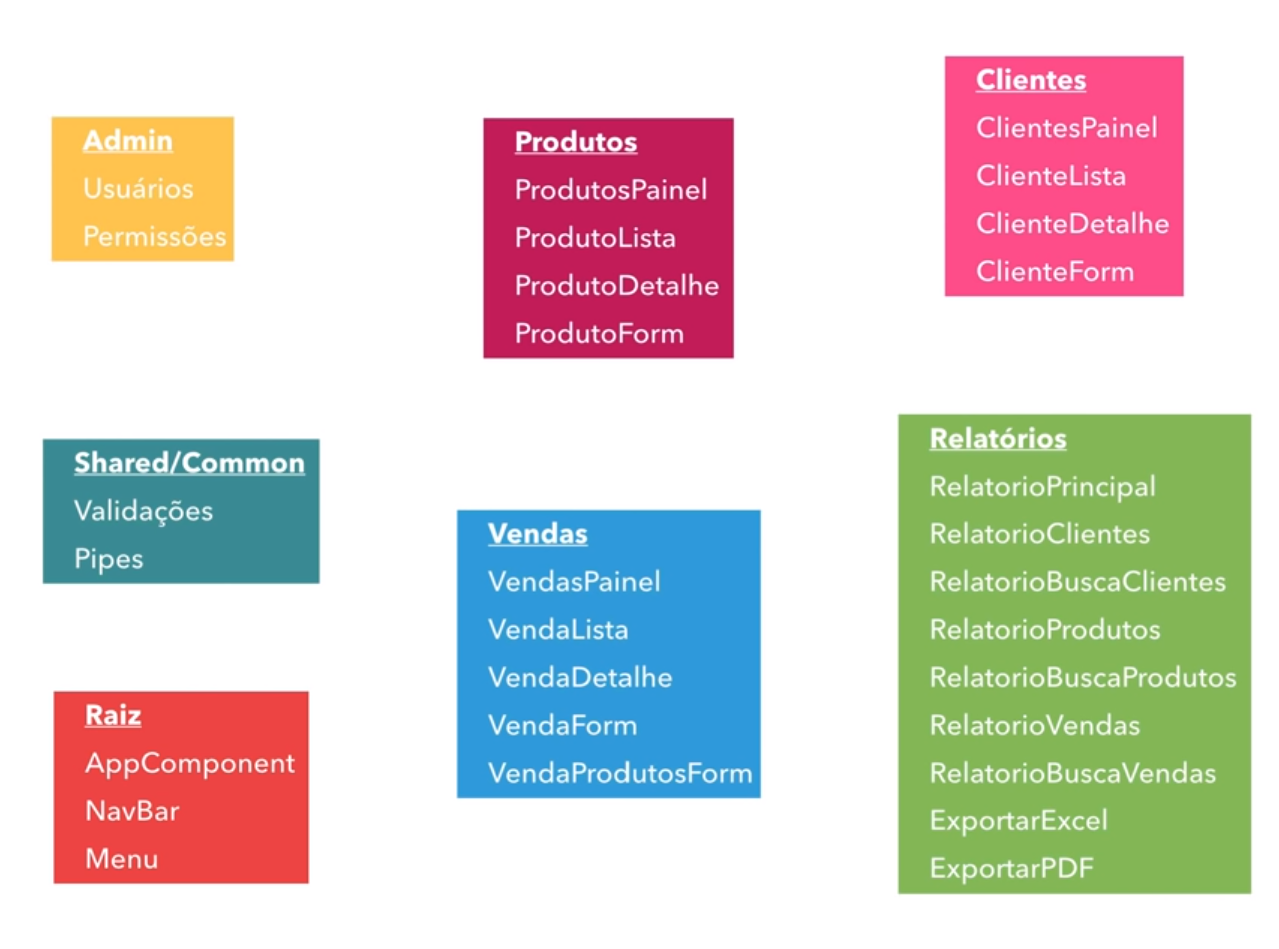 Admin
Usuários
Permissões
Produtos
ProdutosPainel
ProdutoLista
ProdutoDetalhe
ProdutoForm
Clientes
ClientesPainel
ClienteLista
ClienteDetalhe
ClienteForm
Shared/Common
Validações
Pipes
Vendas
VendasPainel
VendaLista
VendaDetalhe
VendaForm
VendaProdutosForm
Relatórios
RelatorioPrincipal
RelatorioClientes
RelatorioBuscaClientes
RelatorioProdutos
RelatorioBuscaProdutos
RelatorioVendas
RelatorioBuscaVendas
ExportarExcel
ExportarPDF
Raiz
AppComponent
NavBar
Menu